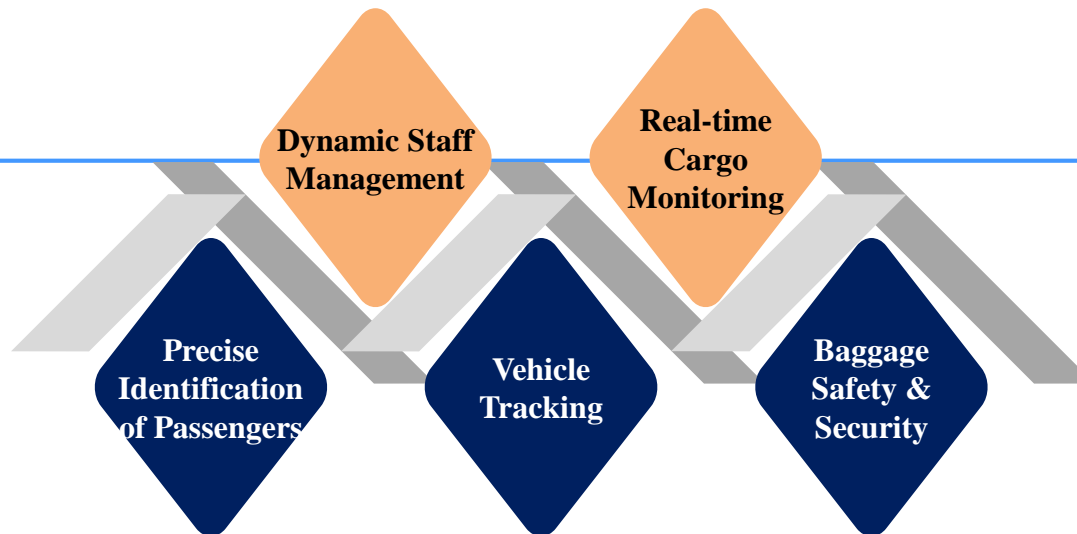 Dynamic Staff
Management
Real-time
Cargo
Monitoring
Precise
Identification
of Passengers
Vehicle
Tracking
Baggage
Safety &
Security